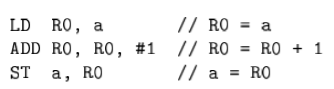 LD  R0, a        // R0 = a
ADD R0, R0, #1   // R0 = R0 + 1
ST  a, R0        // a = R0